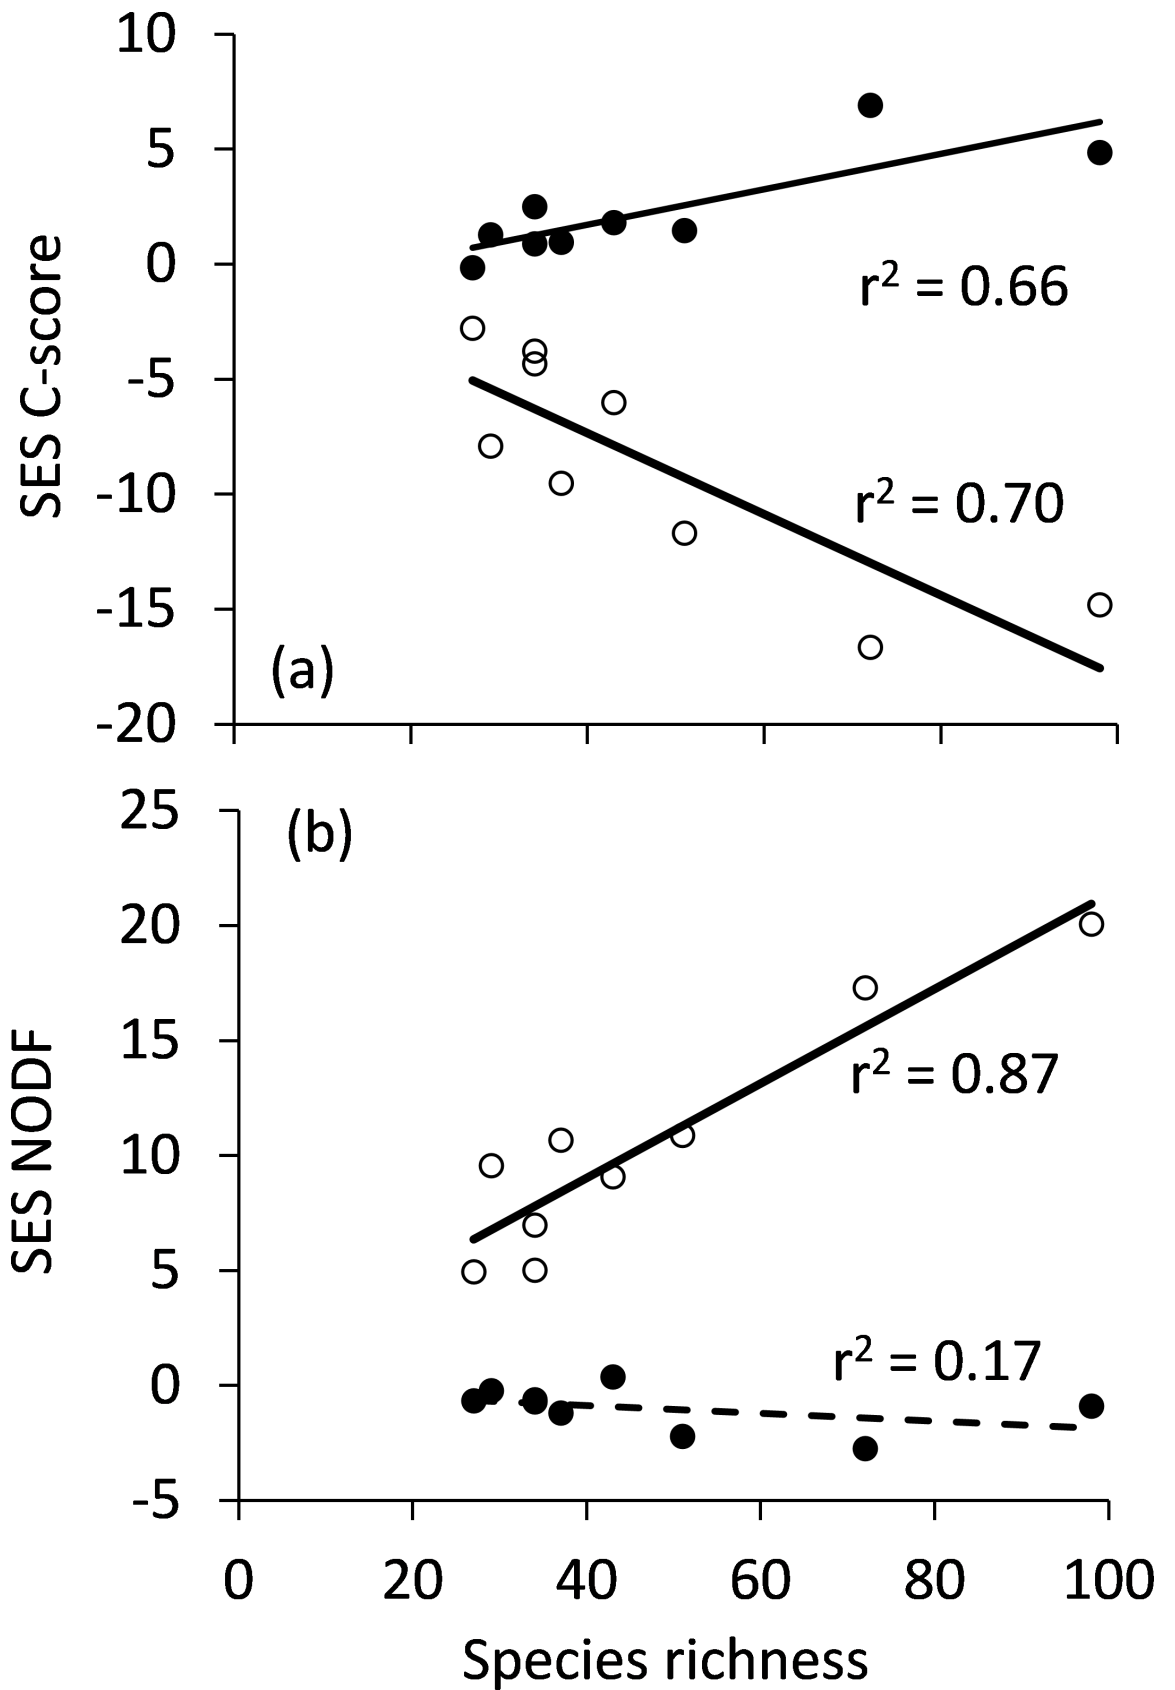 10
5
0
-5
-10
-15
-20
SES C-score
r² = 0.66
r² = 0.70
(a)
25
20
15
10
5
0
-5
SES NODF
(b)
r² = 0.87
r² = 0.17
0 20 40 60 80 100
Species richness